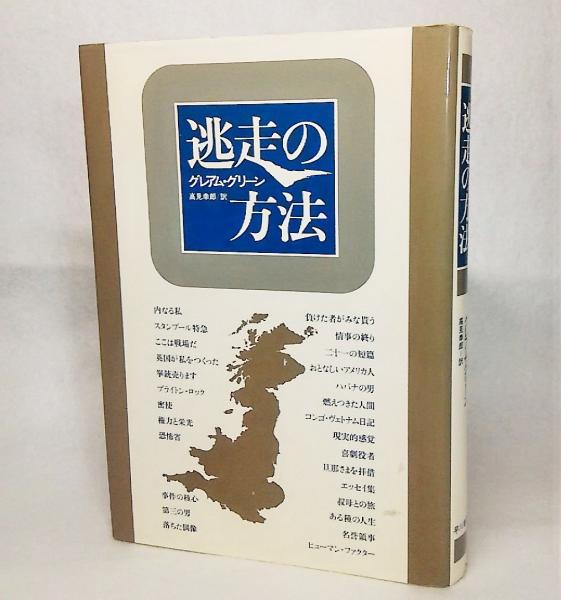 逃走の
方法
グレアム・グリーン
高見幸郎/訳
内なる私
スタンブール特急
ここは戦場だ
英国が私をつくった
拳銃売ります
ブライトン・ロック
密使
権力と栄光
恐怖省
事件の核心
第三の男
落ちた偶像
負けた者がみな貰う
情事の終り
二十一の短篇
おとなしいアメリカ人
ハバナの男
燃えつきた人間
コンゴ・ヴェトナム日記
現実的感覚
喜劇役者
旦那さまを拝借
エッセイ集
叔母との旅
ある種の人生
名誉領事
ヒューマン・ファクター
逃走の方法
高見幸郎 訳